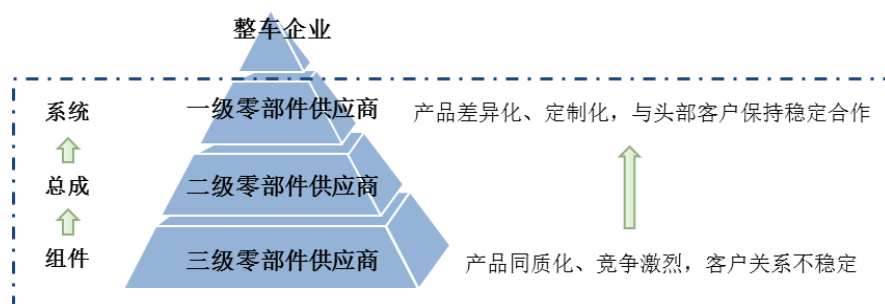 整车企业
系统
一级零部件供应商
产品差异化、定制化，与头部客户保持稳定合作
总成
二级零部件供应商
组件
三级零部件供应商
产品同质化、竞争激烈，客户关系不稳定